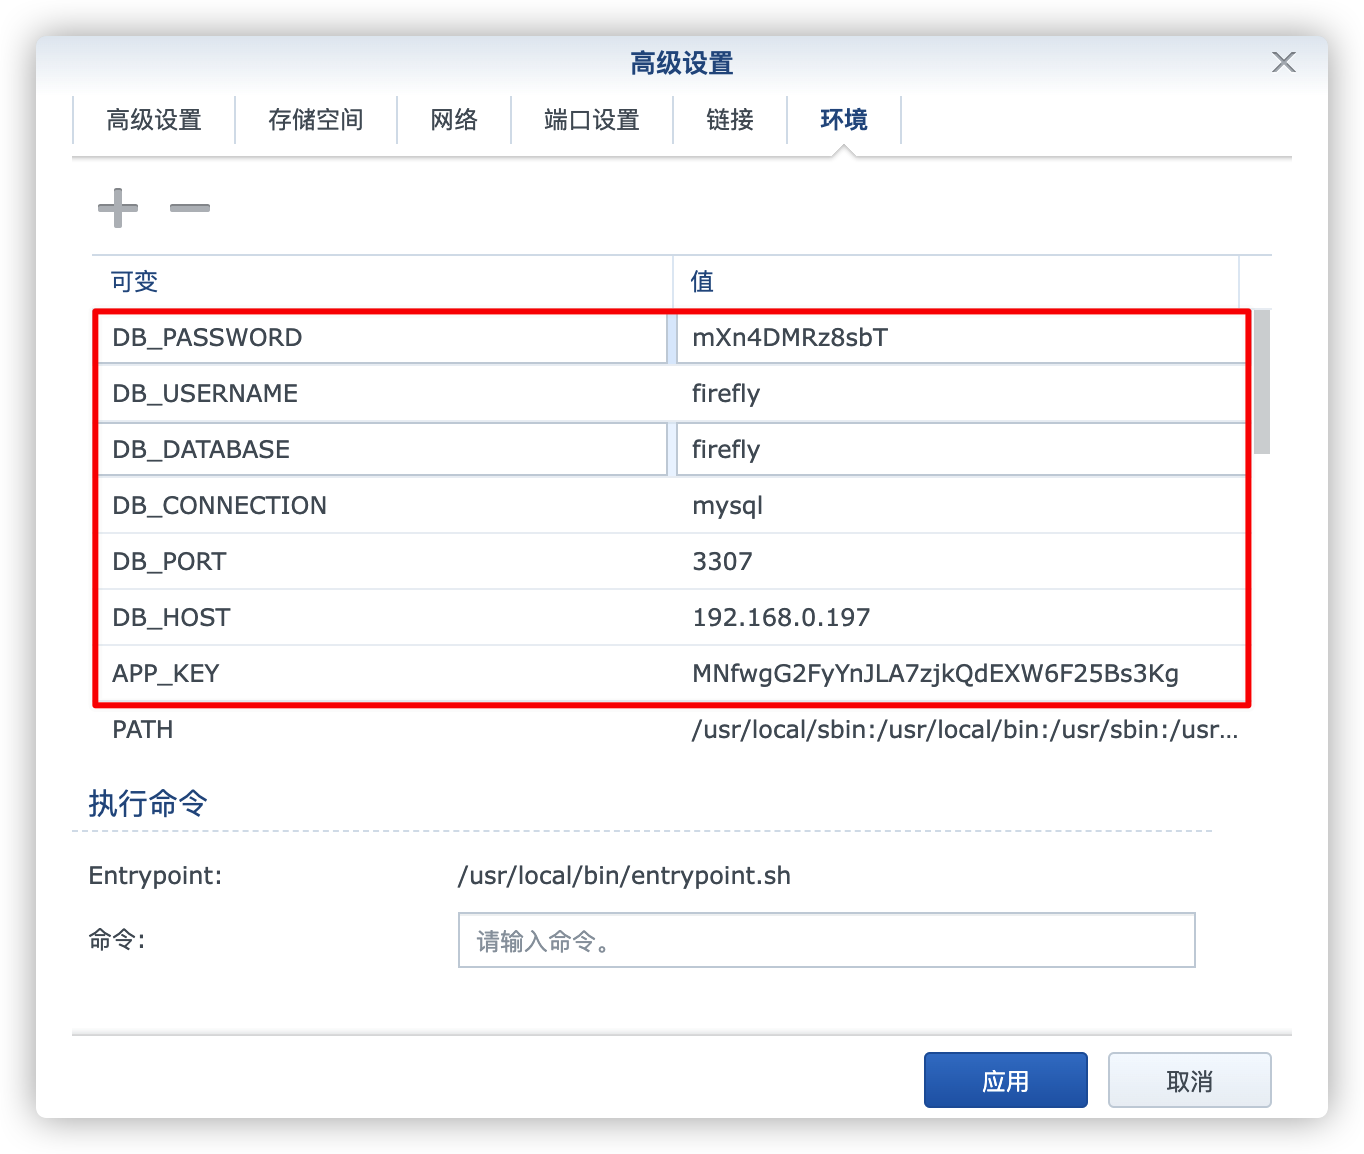 高级设置
高级设置 存储空间 网络 端口设置 链接 环境
可变 值
DB_PASSWORD mXn4DMRz8sbT
DB_USERNAME firefly
DB_DATABASE firefly
DB_CONNECTION mysql
DB_PORT 3307
DB_HOST 192.168.0.197
APP_KEY MNfwgG2FyYnJLA7zjkQdEXW6F25Bs3Kg
PATH /usr/local/sbin:/usr/local/bin:/usr/sbin:/usr...
执行命令
Entrypoint: /usr/local/bin/entrypoint.sh
命令: 请输入命令。
应用 取消